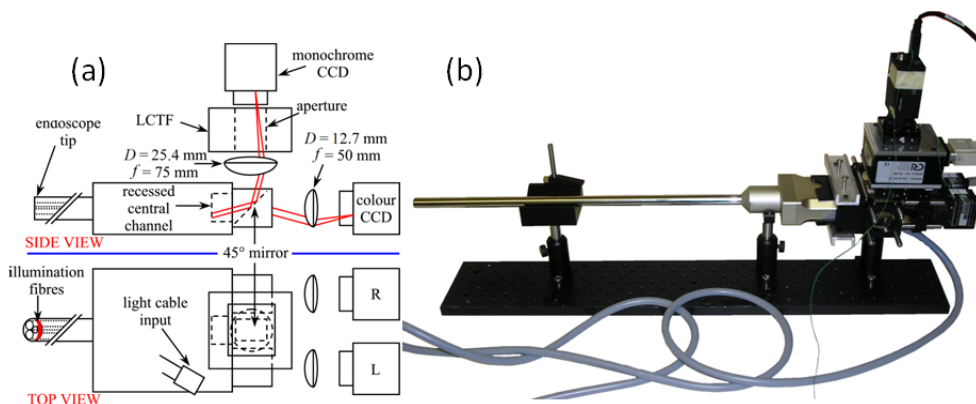 (a)
monochrome
CCD
LCTF
aperture
endoscope
tip
D = 25.4 mm
f = 75 mm
D = 12.7 mm
f = 50 mm
recessed
central
channel
colour
CCD
SIDE VIEW
45° mirror
illumination
fibres
light cable
input
R
L
TOP VIEW
(b)